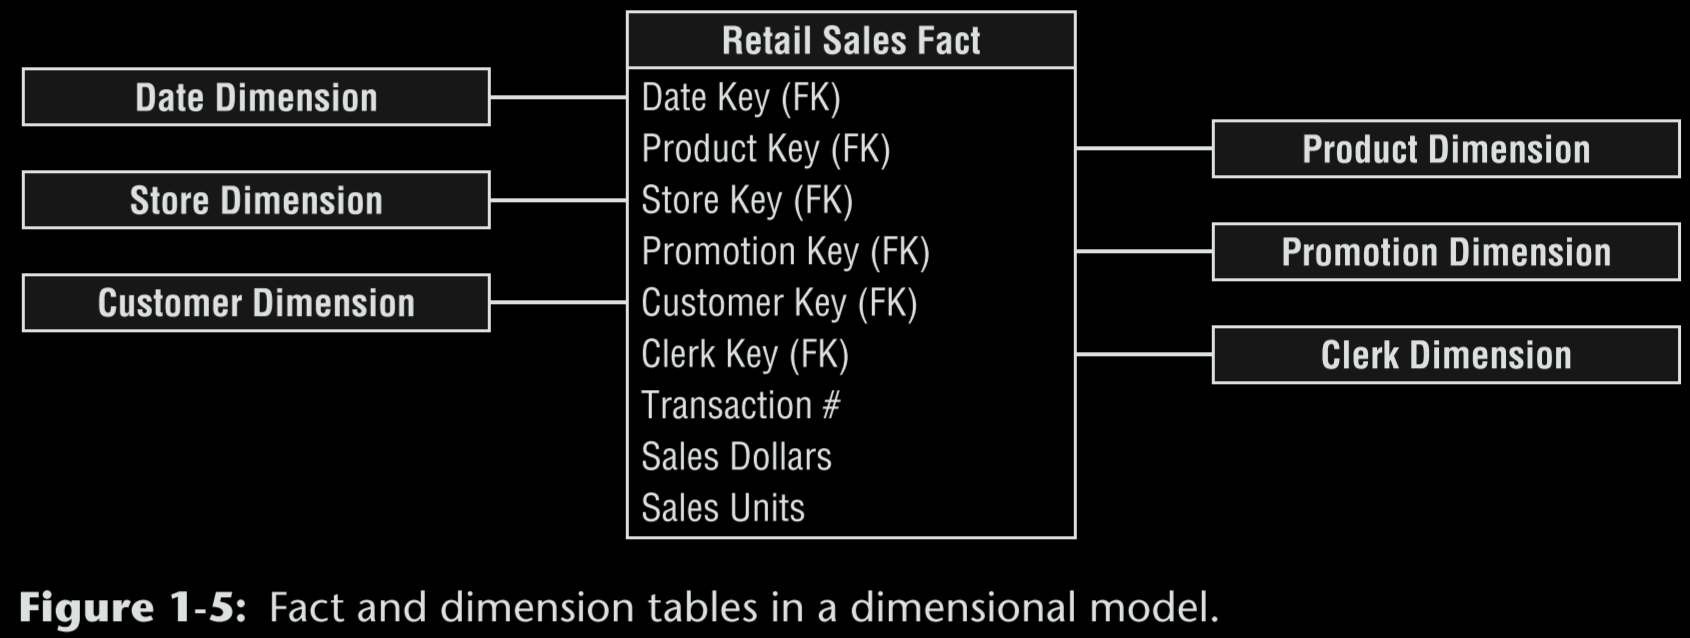 Retail Sales Fact
Date Dimension
Date Key (FK)
Product Key (FK)
Product Dimension
Store Dimension
Store Key (FK)
Promotion Key (FK)
Promotion Dimension
Customer Dimension
Customer Key (FK)
Clerk Key (FK)
Clerk Dimension
Transaction #
Sales Dollars
Sales Units
Figure 1-5: Fact and dimension tables in a dimensional model.